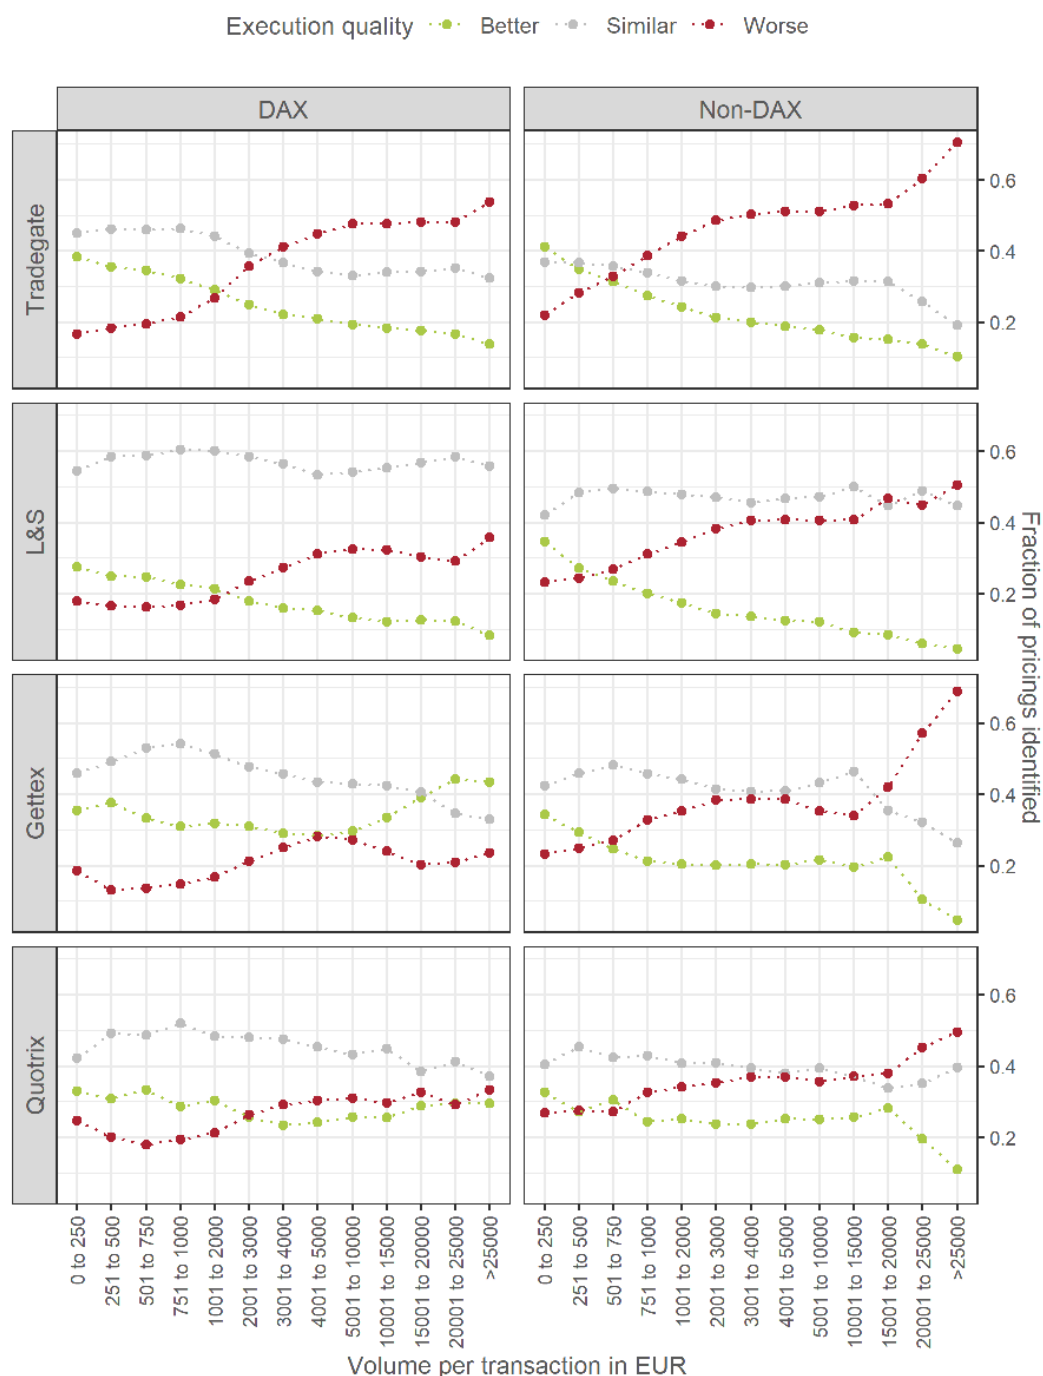 Execution quality Better Similar Worse
DAX Non-DAX
Tradegate
0.6
0.4
0.2
L&S
0.6
0.4
0.2
Gettex
0.6
0.4
0.2
Quotrix
0.6
0.4
0.2
Fraction of pricings identified
0 to 250
251 to 500
501 to 750
751 to 1000
1001 to 2000
2001 to 3000
3001 to 4000
4001 to 5000
5001 to 10000
10001 to 15000
15001 to 20000
20001 to 25000
>25000
0 to 250
251 to 500
501 to 750
751 to 1000
1001 to 2000
2001 to 3000
3001 to 4000
4001 to 5000
5001 to 10000
10001 to 15000
15001 to 20000
20001 to 25000
>25000
Volume per transaction in EUR